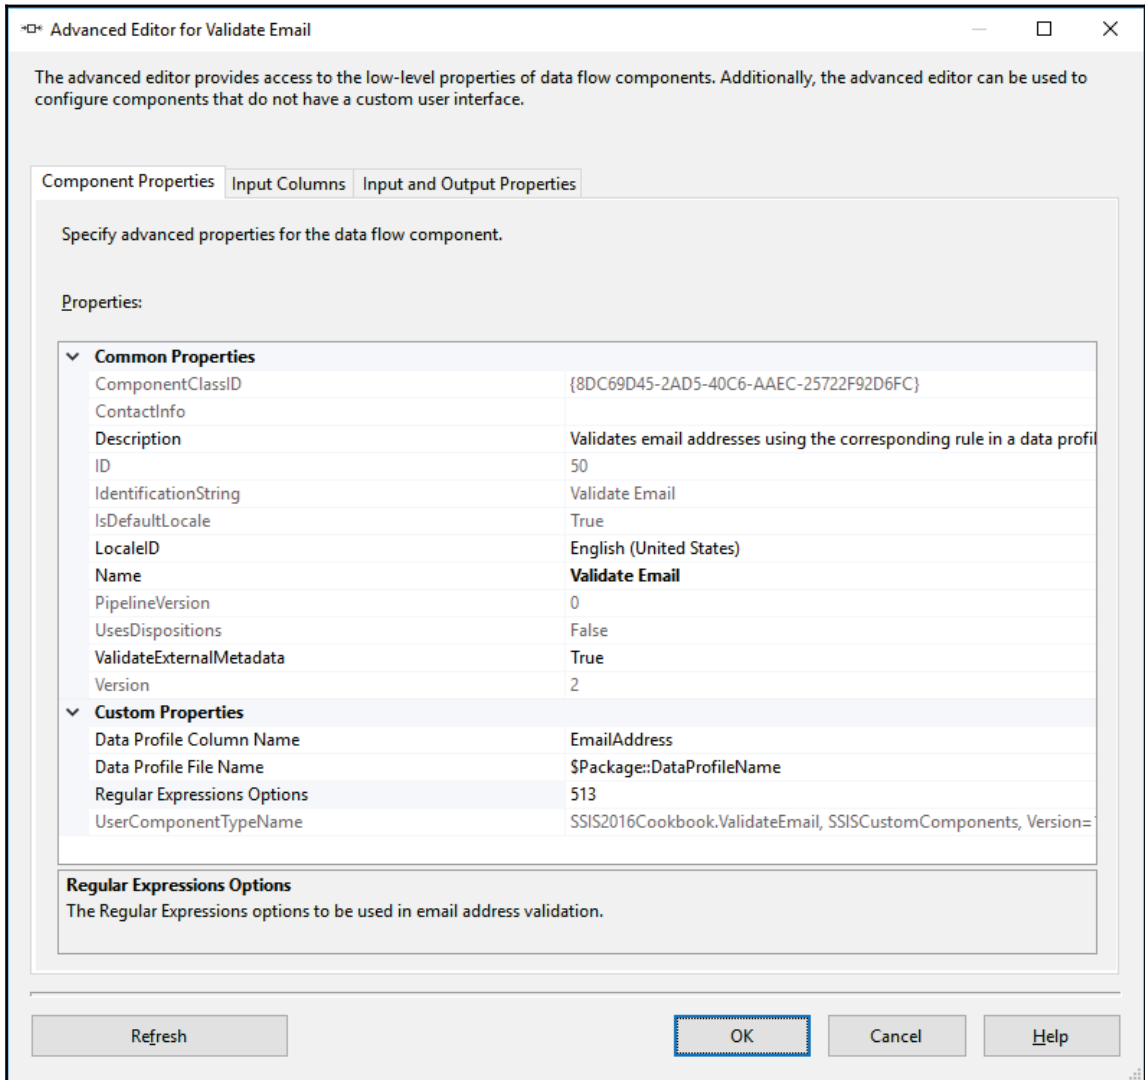 Advanced Editor for Validate Email
The advanced editor provides access to the low-level properties of data flow components. Additionally, the advanced editor can be used to
configure components that do not have a custom user interface.
Component Properties Input Columns Input and Output Properties
Specify advanced properties for the data flow component.
Properties:
Common Properties
ComponentClassID {8DC69D45-2AD5-40C6-AAEC-25722F92D6FC}
ContactInfo
Description Validates email addresses using the corresponding rule in a data profil
ID 50
IdentificationString Validate Email
IsDefaultLocale True
LocaleID English (United States)
Name Validate Email
PipelineVersion 0
UsesDispositions False
ValidateExternalMetadata True
Version 2
Custom Properties
Data Profile Column Name EmailAddress
Data Profile File Name $Package::DataProfileName
Regular Expressions Options 513
UserComponentTypeName SSIS2016Cookbook.ValidateEmail, SSISCustomComponents, Version=
Regular Expressions Options
The Regular Expressions options to be used in email address validation.
Refresh OK Cancel Help